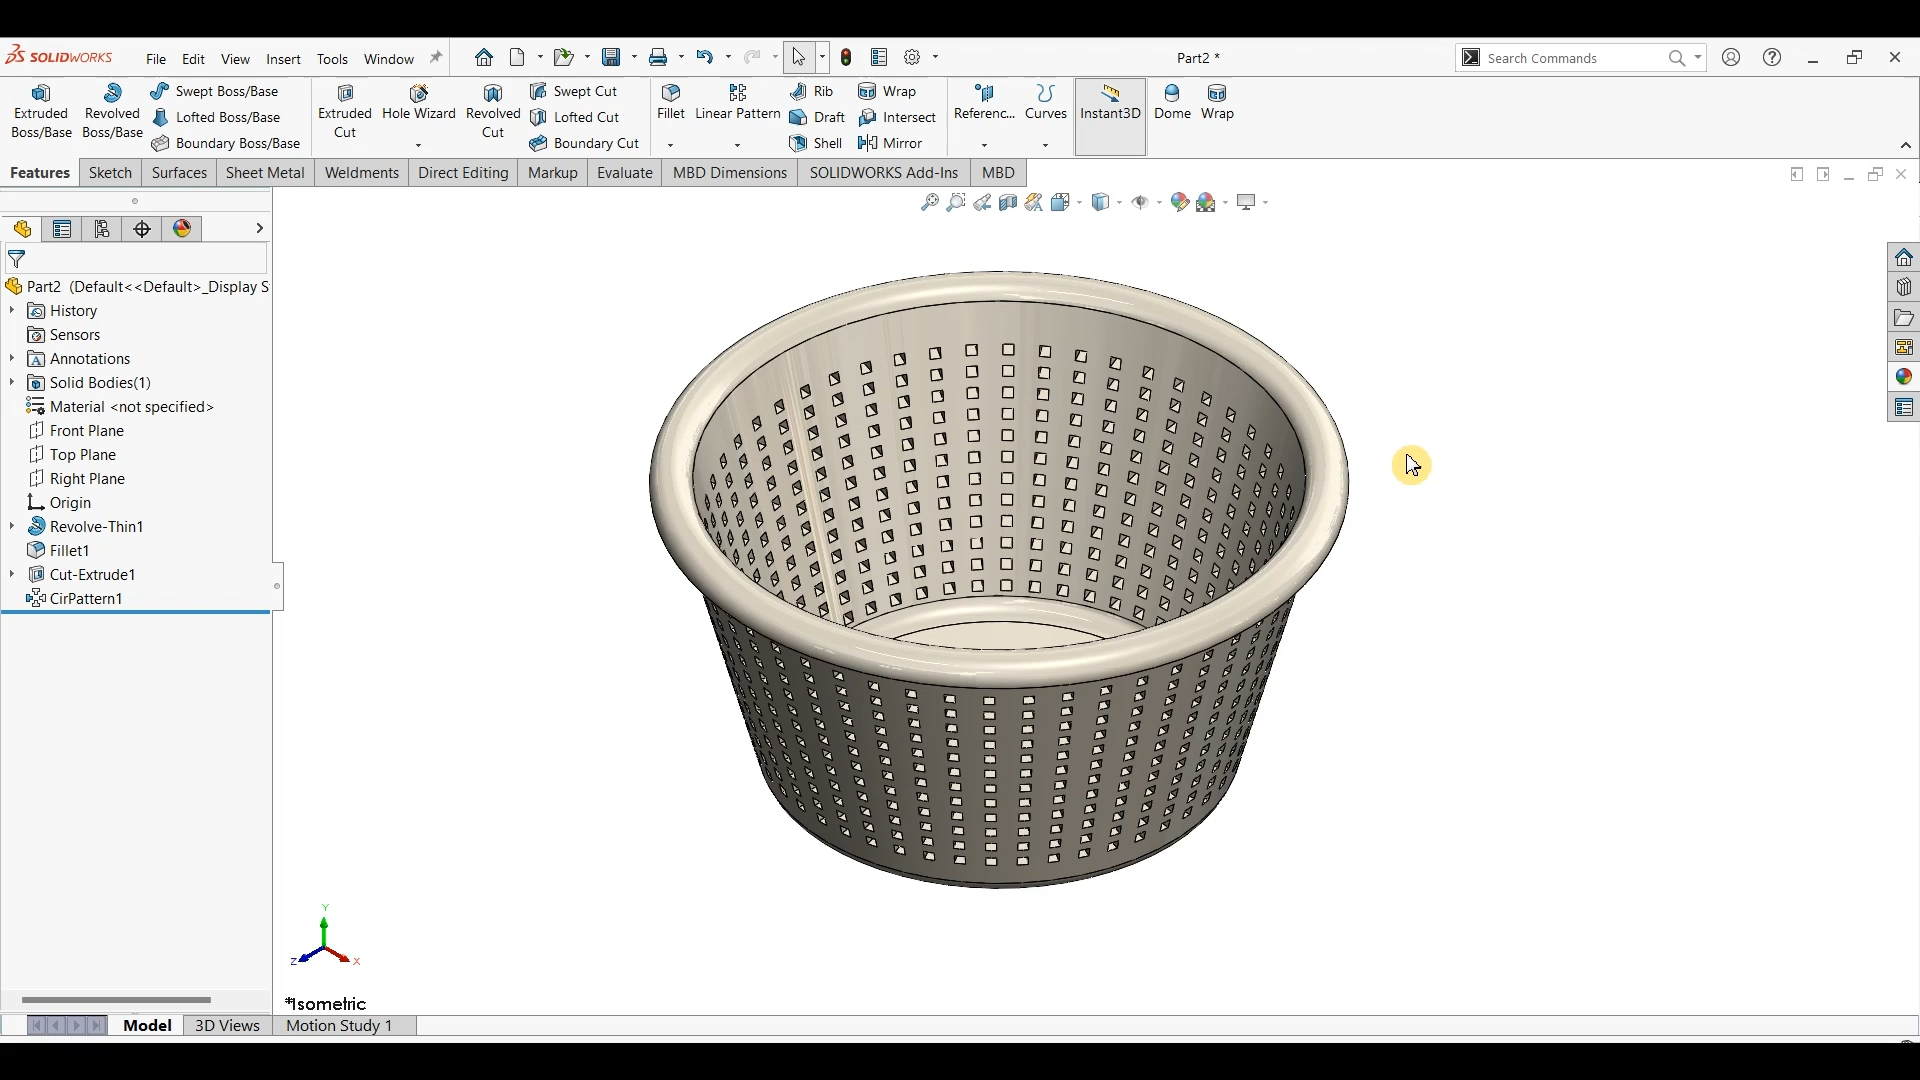 SOLIDWORKS File Edit View Insert Tools Window Part2 * Search Commands
Extruded Boss/Base Revolved Boss/Base Swept Boss/Base Lofted Boss/Base Boundary Boss/Base Extruded Cut Hole Wizard Revolved Cut Swept Cut Lofted Cut Boundary Cut Fillet Linear Pattern Rib Draft Shell Wrap Intersect Mirror Referenc... Curves Instant3D Dome Wrap
Features Sketch Surfaces Sheet Metal Weldments Direct Editing Markup Evaluate MBD Dimensions SOLIDWORKS Add-Ins MBD
Part2 (Default<<Default>_Display S
History
Sensors
Annotations
Solid Bodies(1)
Material <not specified>
Front Plane
Top Plane
Right Plane
Origin
Revolve-Thin1
Fillet1
Cut-Extrude1
CirPattern1
Y
Z X
*Isometric
Model 3D Views Motion Study 1